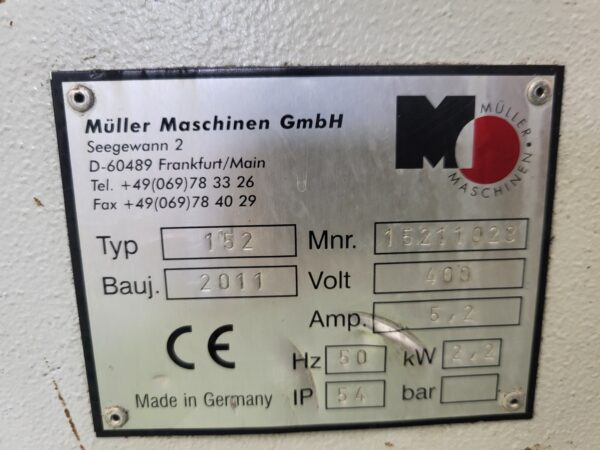 Müller Maschinen GmbH
Seegewann 2
D-60489 Frankfurt/Main
Tel. +49(069)78 33 26
Fax +49(069)78 40 29
M
MÜLLER • MASCHINEN
Typ 152 Mnr. 15211023
Bauj. 2011 Volt 400
Amp. 5,2
CE
Hz 50 kW 2,2
Made in Germany IP 54 bar